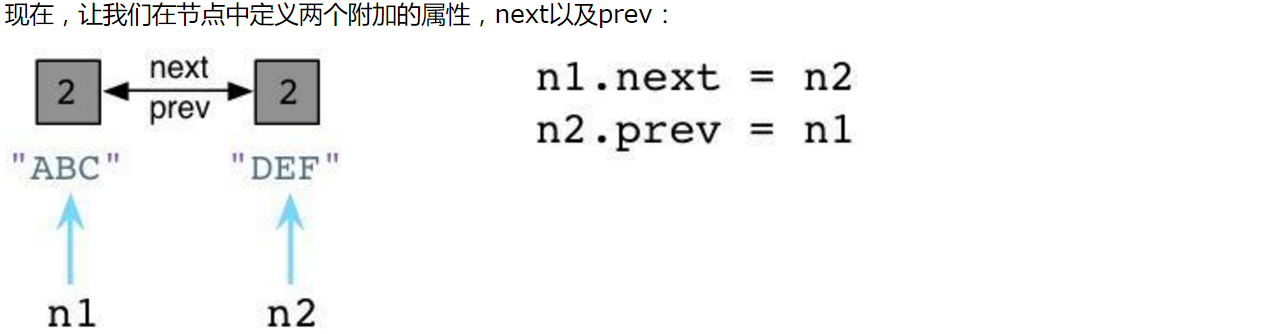 现在，让我们在节点中定义两个附加的属性，next以及prev：
next
2 2
prev
"ABC" "DEF"
n1 n2
n1.next = n2
n2.prev = n1